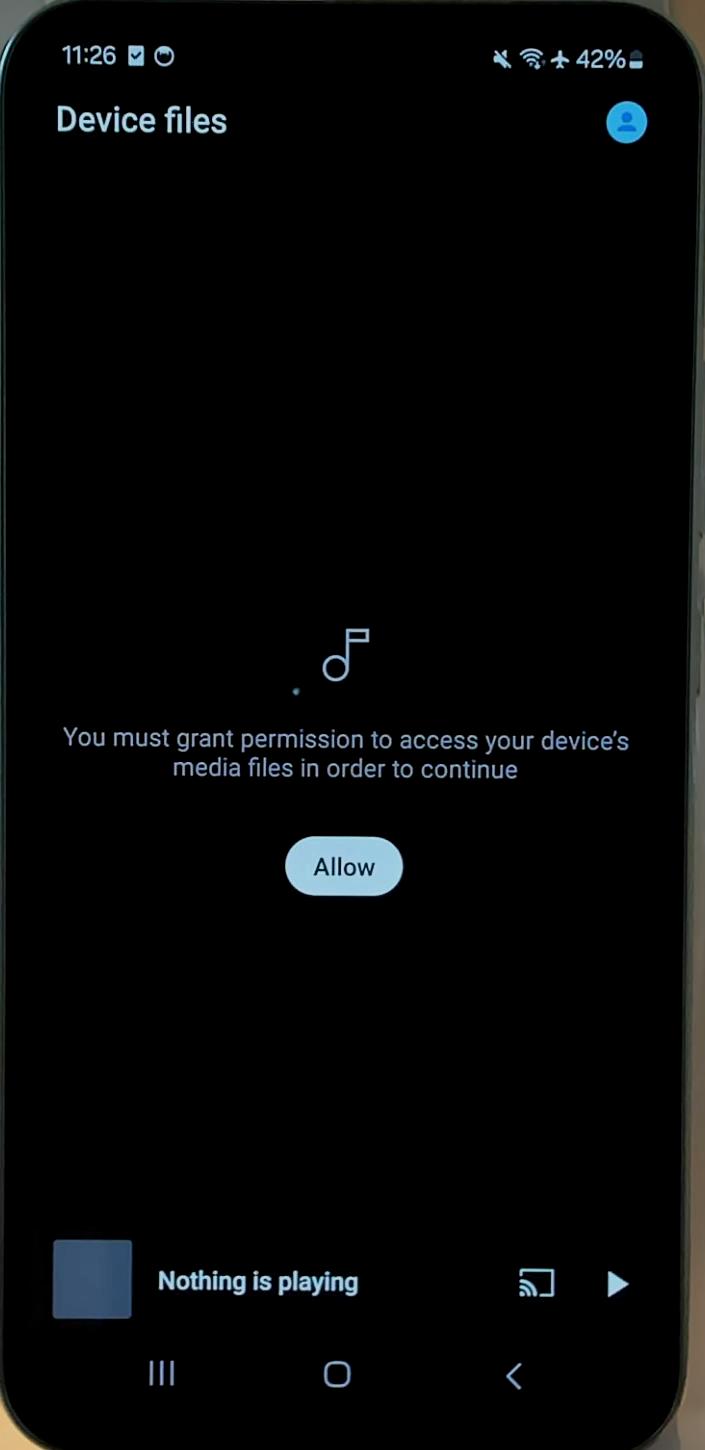 11:26 42%
Device files
You must grant permission to access your device's
media files in order to continue
Allow
Nothing is playing